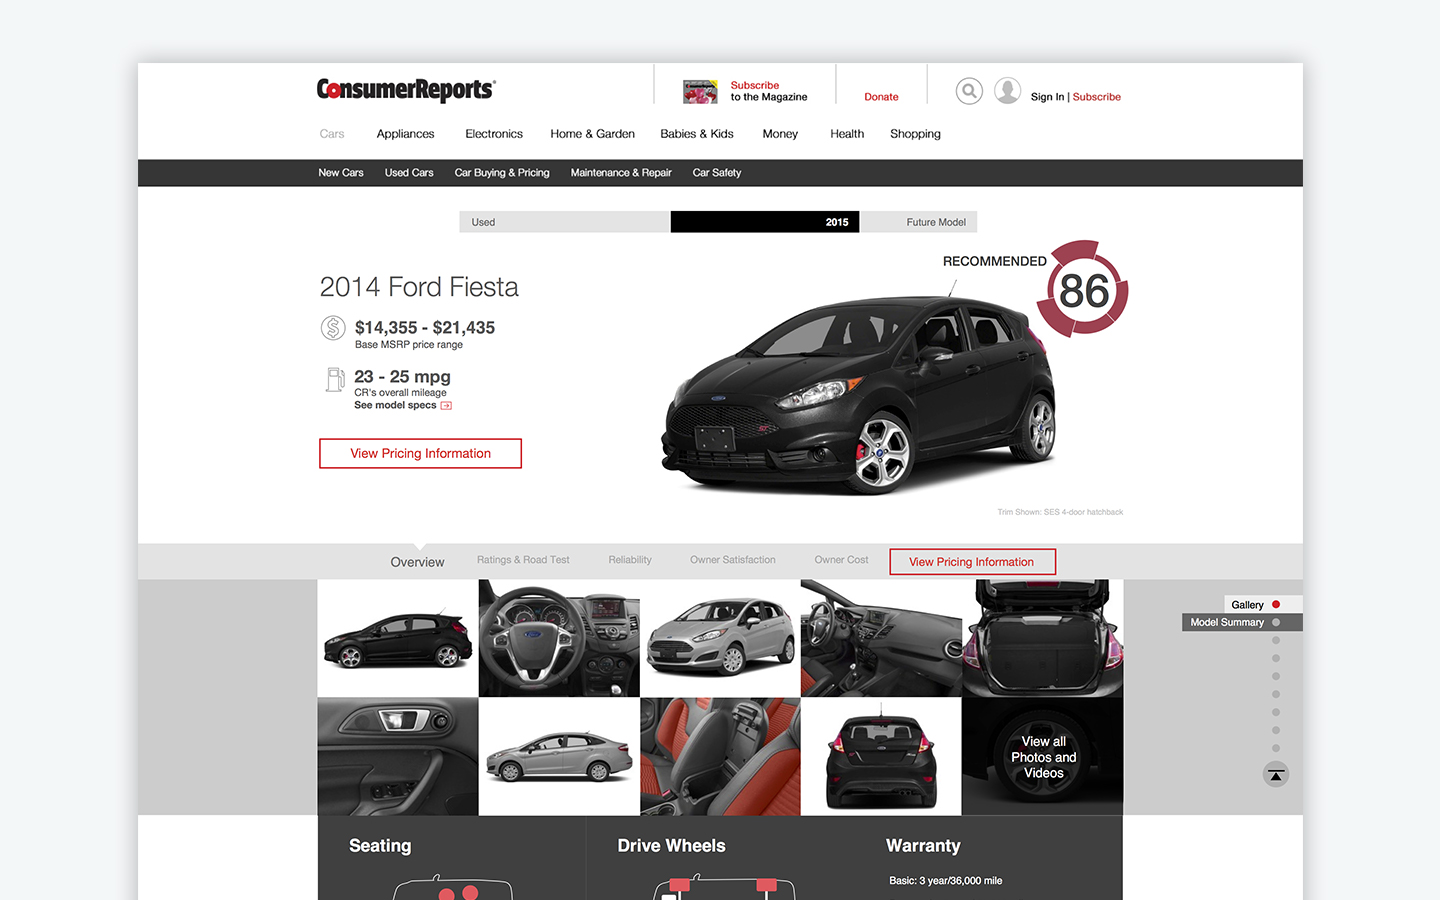 ConsumerReports®
Subscribe
to the Magazine
Donate
Sign In | Subscribe
Cars Appliances Electronics Home & Garden Babies & Kids Money Health Shopping
New Cars Used Cars Car Buying & Pricing Maintenance & Repair Car Safety
Used 2015 Future Model
RECOMMENDED
86
2014 Ford Fiesta
$14,355 - $21,435
Base MSRP price range
23 - 25 mpg
CR's overall mileage
See model specs
View Pricing Information
Trim Shown: SES 4-door hatchback
Overview Ratings & Road Test Reliability Owner Satisfaction Owner Cost View Pricing Information
Gallery
Model Summary
View all
Photos and
Videos
Seating Drive Wheels Warranty
Basic: 3 year/36,000 mile